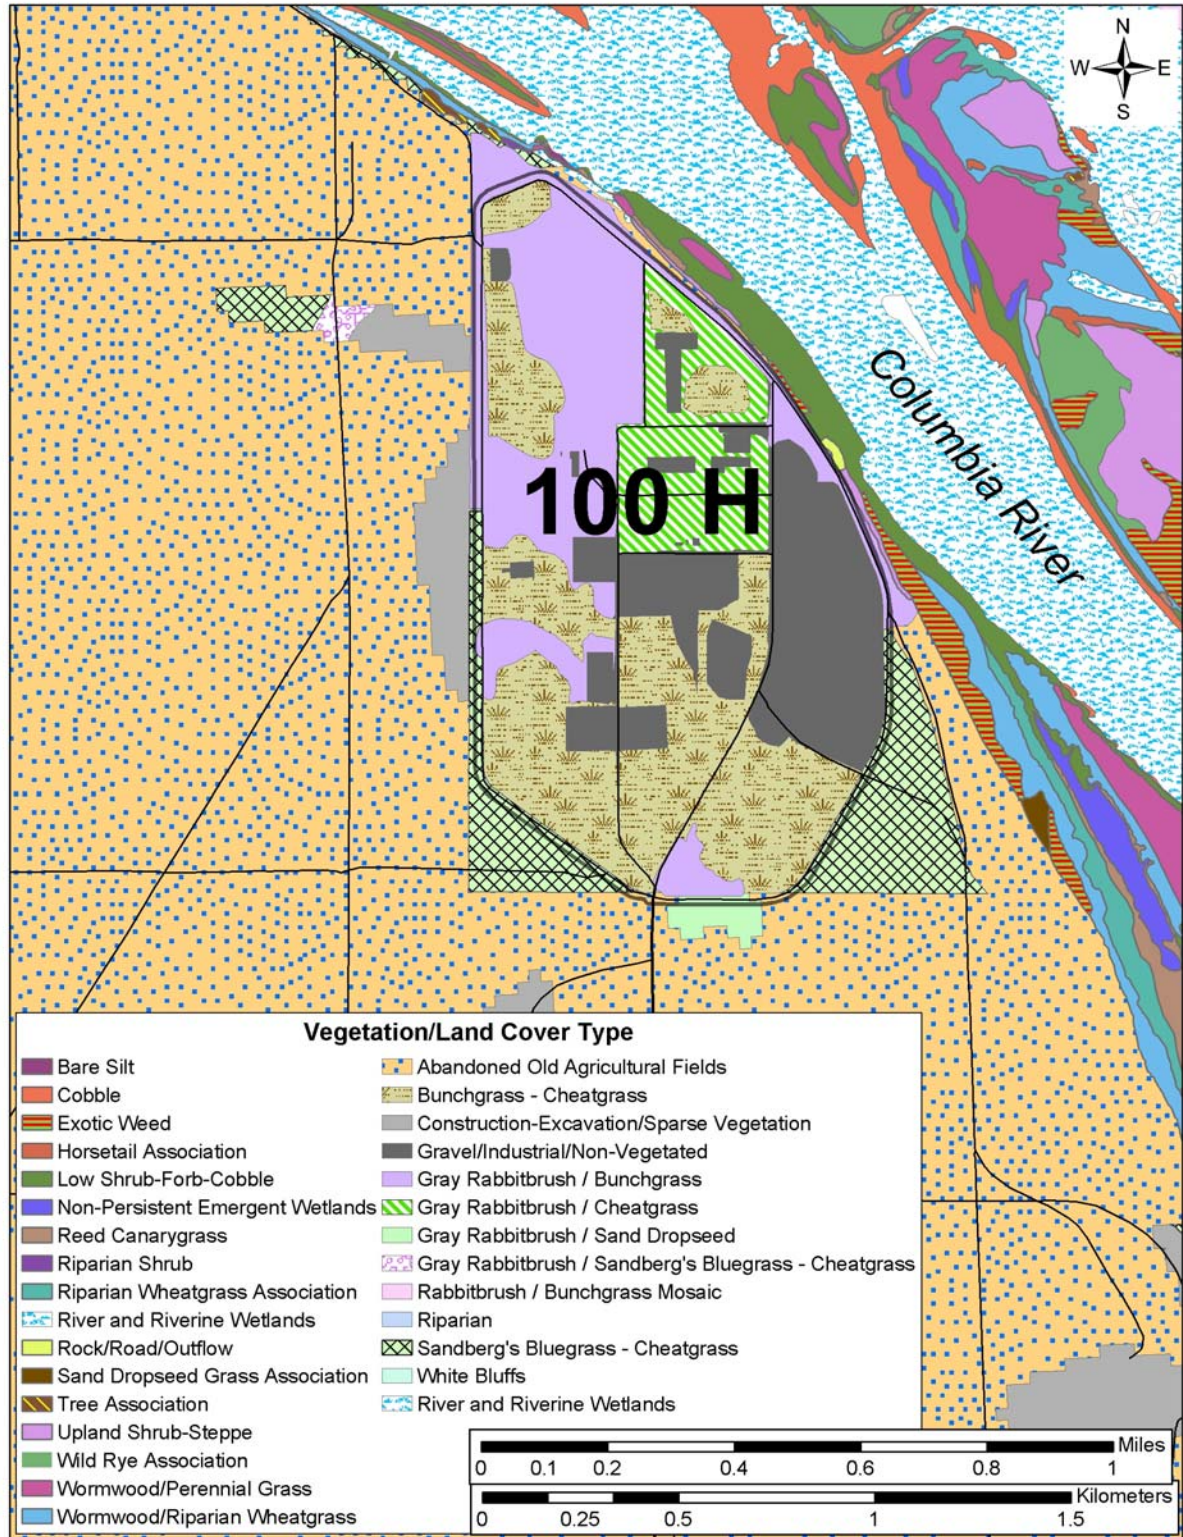 N
W E
S
Columbia River
100 H
Vegetation/Land Cover Type
Bare Silt
Cobble
Exotic Weed
Horsetail Association
Low Shrub-Forb-Cobble
Non-Persistent Emergent Wetlands
Reed Canarygrass
Riparian Shrub
Riparian Wheatgrass Association
River and Riverine Wetlands
Rock/Road/Outflow
Sand Dropseed Grass Association
Tree Association
Upland Shrub-Steppe
Wild Rye Association
Wormwood/Perennial Grass
Wormwood/Riparian Wheatgrass
Abandoned Old Agricultural Fields
Bunchgrass - Cheatgrass
Construction-Excavation/Sparse Vegetation
Gravel/Industrial/Non-Vegetated
Gray Rabbitbrush / Bunchgrass
Gray Rabbitbrush / Cheatgrass
Gray Rabbitbrush / Sand Dropseed
Gray Rabbitbrush / Sandberg's Bluegrass - Cheatgrass
Rabbitbrush / Bunchgrass Mosaic
Riparian
Sandberg's Bluegrass - Cheatgrass
White Bluffs
River and Riverine Wetlands
Miles
0 0.1 0.2 0.4 0.6 0.8 1
Kilometers
0 0.25 0.5 1 1.5